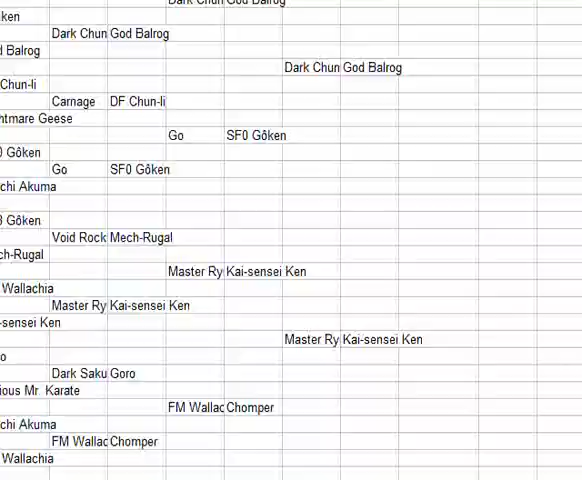 Dark Chun God Balrog
ken
Dark Chun God Balrog
d Balrog
Dark Chun God Balrog
Chun-li
Carnage DF Chun-li
htmare Geese
Go SF0 Gôken
0 Gôken
Go SF0 Gôken
chi Akuma
3 Gôken
Void Rock Mech-Rugal
ch-Rugal
Master Ry Kai-sensei Ken
Wallachia
Master Ry Kai-sensei Ken
-sensei Ken
Master Ry Kai-sensei Ken
o
Dark Saku Goro
ious Mr. Karate
FM Wallac Chomper
chi Akuma
FM Wallac Chomper
Wallachia